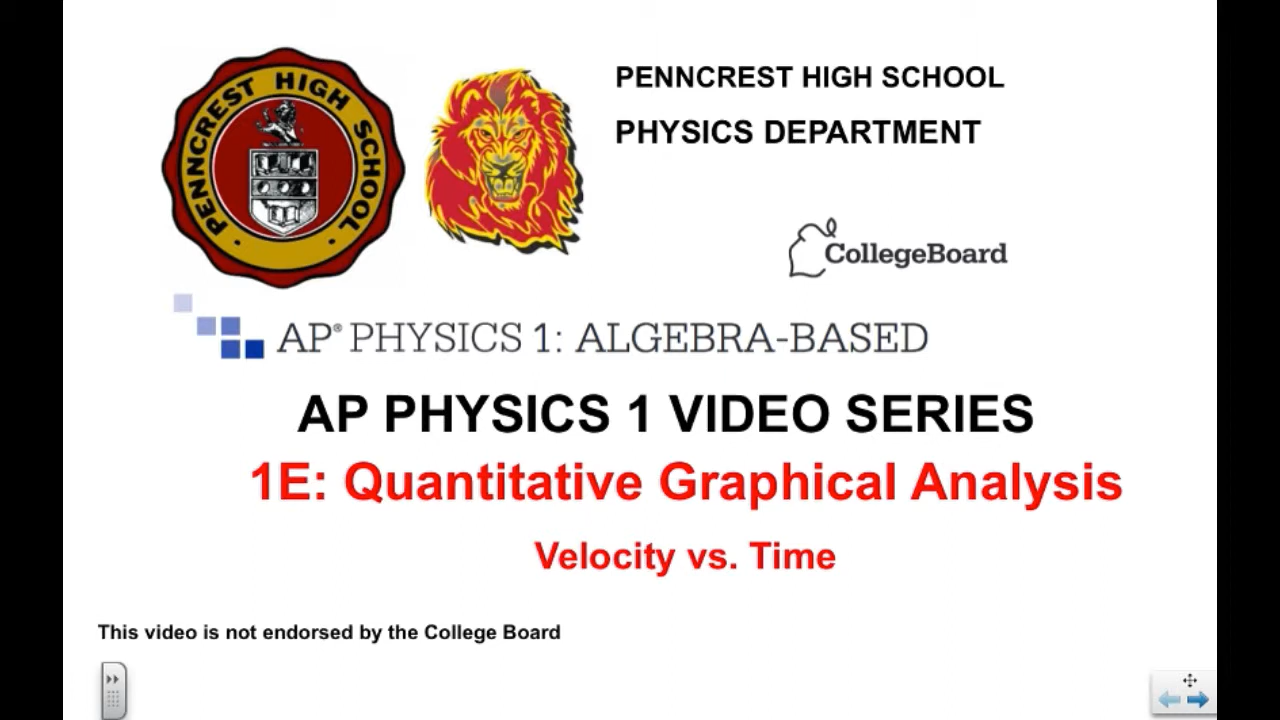 PENNCREST HIGH SCHOOL
PENNCREST HIGH SCHOOL
PHYSICS DEPARTMENT
CollegeBoard
AP® PHYSICS 1: ALGEBRA-BASED
AP PHYSICS 1 VIDEO SERIES
1E: Quantitative Graphical Analysis
Velocity vs. Time
This video is not endorsed by the College Board